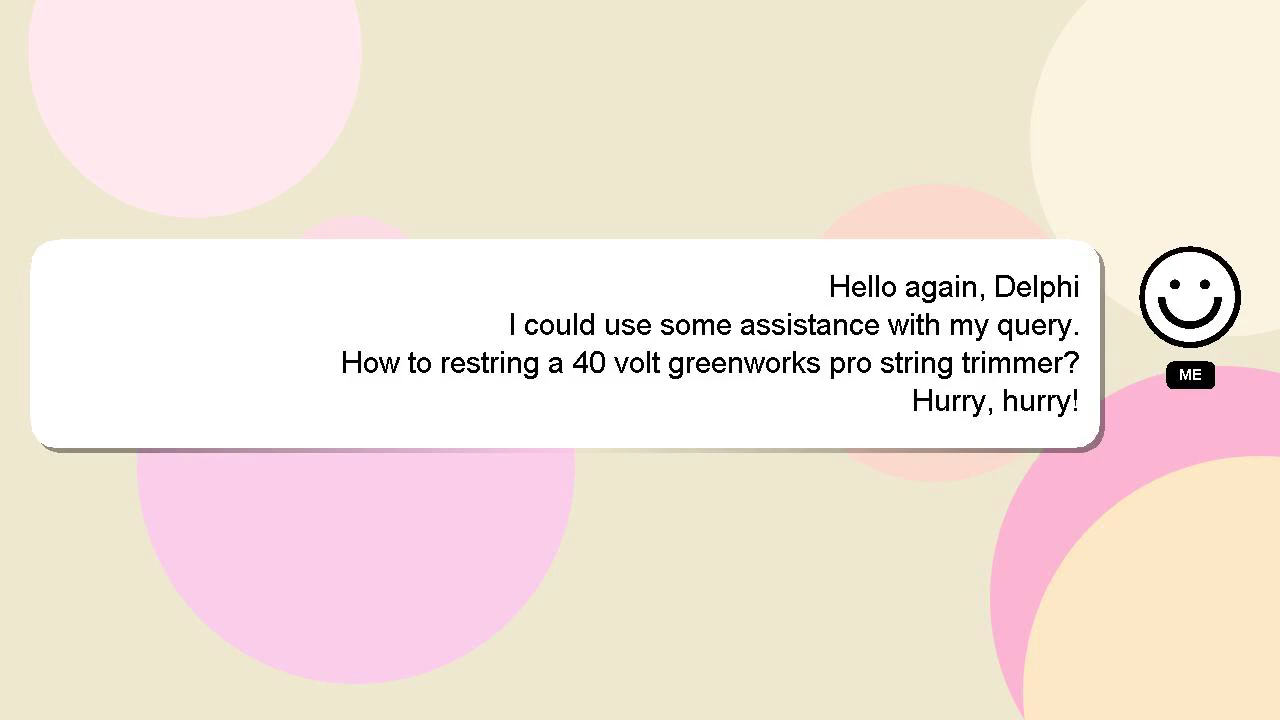 Hello again, Delphi
I could use some assistance with my query.
How to restring a 40 volt greenworks pro string trimmer?
Hurry, hurry!
ME